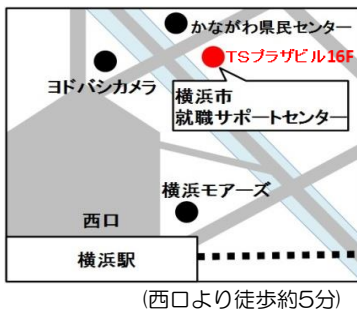 かながわ県民センター
TSプラザビル16F
ヨドバシカメラ
横浜市
就職サポートセンター
横浜モアーズ
西口
横浜駅
(西口より徒歩約5分)